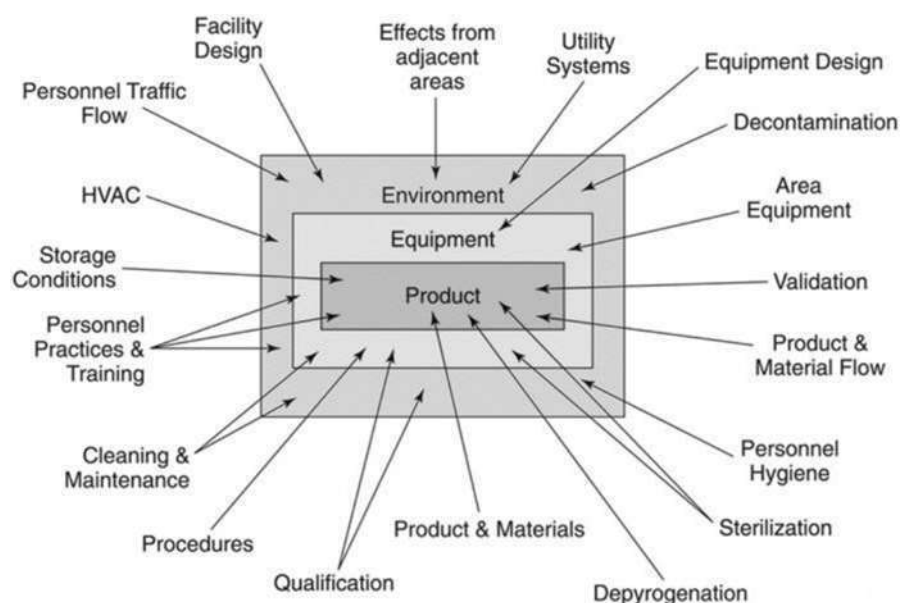 Facility
Design
Effects from
adjacent
areas
Utility
Systems
Equipment Design
Personnel Traffic
Flow
Decontamination
HVAC
Environment
Area
Equipment
Equipment
Storage
Conditions
Product
Validation
Personnel
Practices &
Training
Product &
Material Flow
Cleaning &
Maintenance
Personnel
Hygiene
Procedures
Product & Materials
Sterilization
Qualification
Depyrogenation